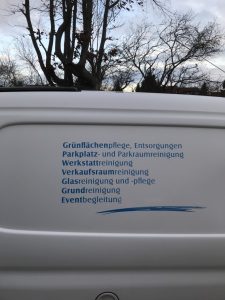 Grünflächenpflege, Entsorgungen
Parkplatz- und Parkraumreinigung
Werkstattreinigung
Verkaufsraumreinigung
Glasreinigung und -pflege
Grundreinigung
Eventbegleitung